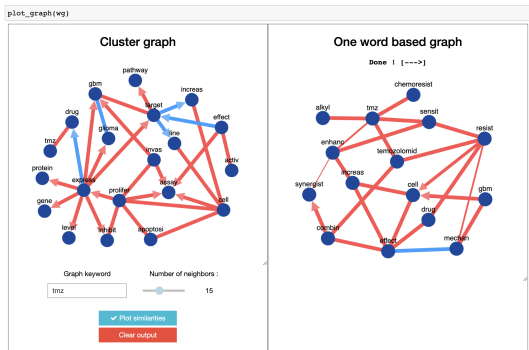 plot_graph(wg)
Cluster graph
pathway
gbm
increas
target
drug
effect
glioma
line
tmz
invas
protein
activ
express
assay
prolifer
gene
cell
level
inhibit
apoptosi
Graph keyword
Number of neighbors :
tmz
15
✔ Plot similarities
Clear output
One word based graph
Done ! [--->]
chemoresist
alkyl
tmz
sensit
resist
enhanc
temozolomid
increas
synergist
cell
gbm
drug
combin
effect
mechan